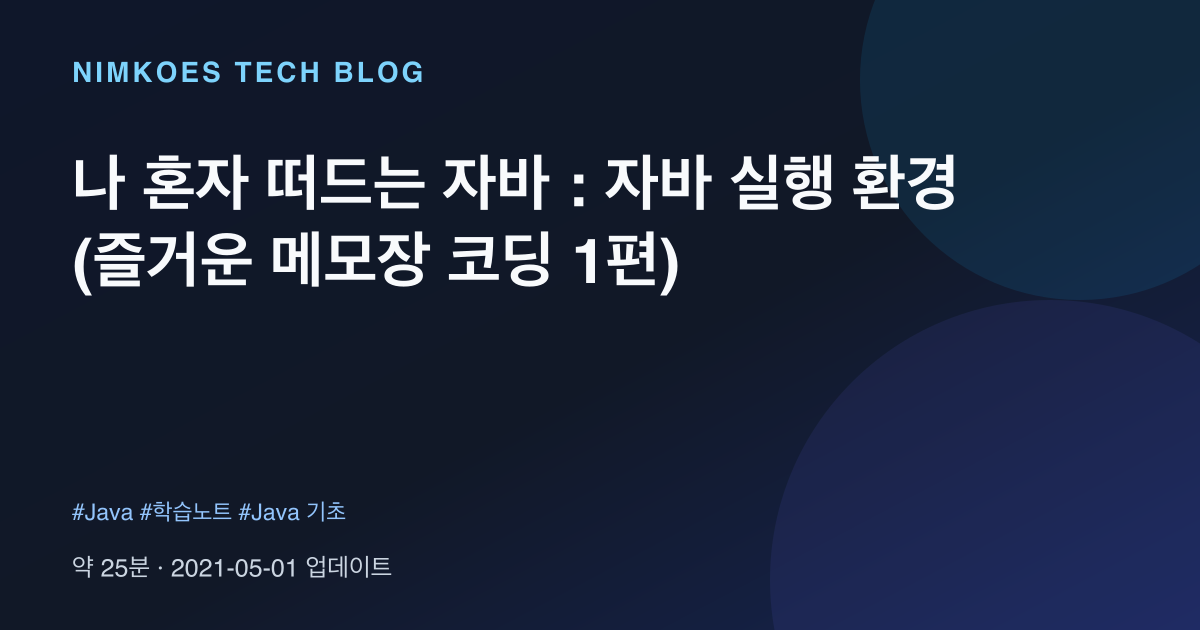 NIMKOES TECH BLOG
나 혼자 떠드는 자바 : 자바 실행 환경
(즐거운 메모장 코딩 1편)
#Java #학습노트 #Java 기초
약 25분 · 2021-05-01 업데이트